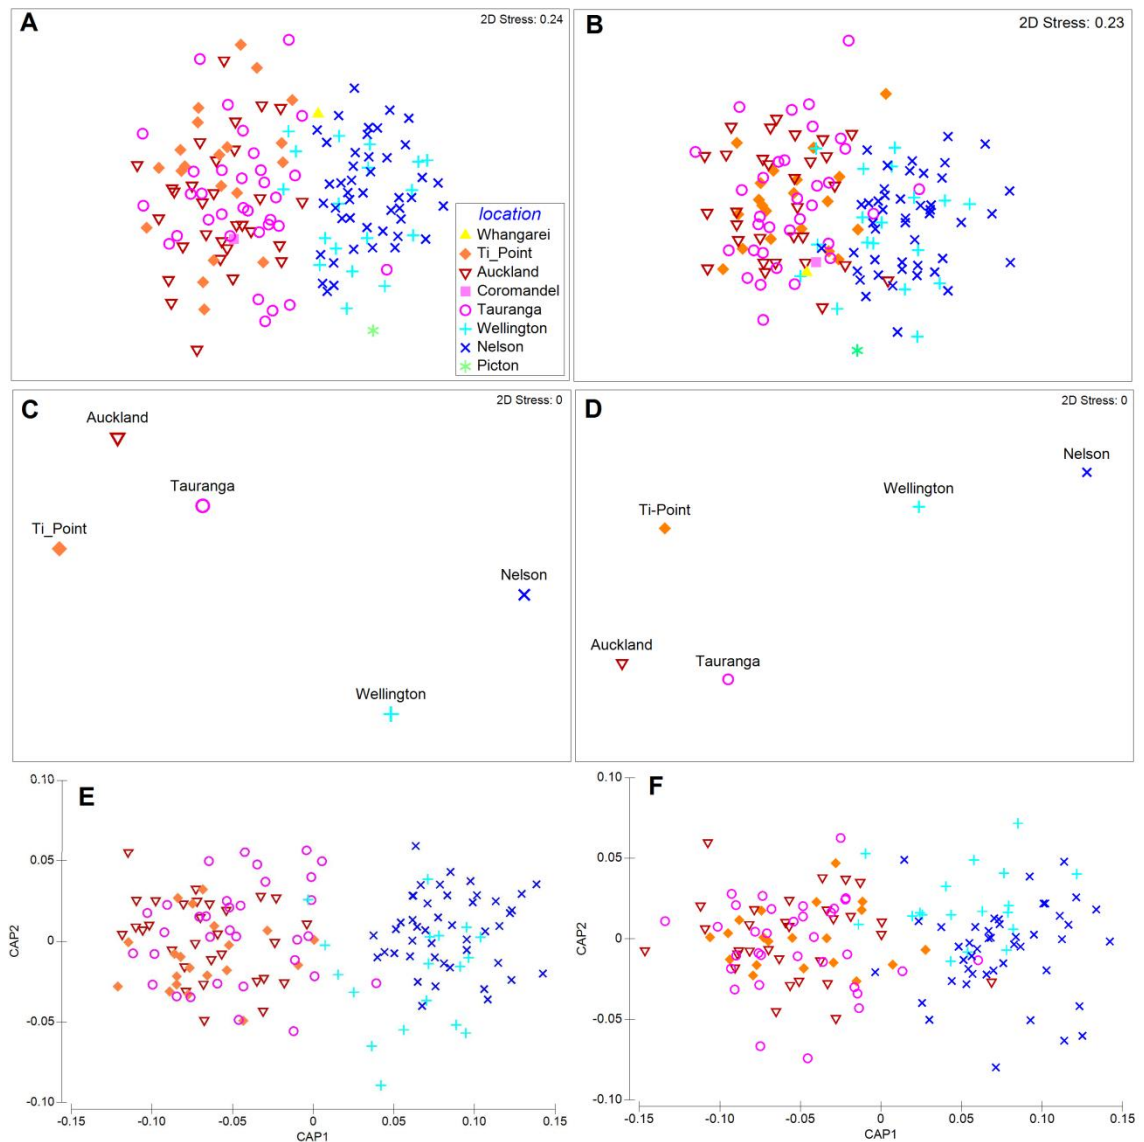 A
2D Stress: 0.24
location
Whangarei
Ti_Point
Auckland
Coromandel
Tauranga
Wellington
Nelson
Picton
B
2D Stress: 0.23
C
2D Stress: 0
Auckland
Tauranga
Ti_Point
Nelson
Wellington
D
2D Stress: 0
Nelson
Wellington
Ti-Point
Auckland
Tauranga
E
0.10
0.05
0
-0.05
-0.10
CAP2
-0.15 -0.10 -0.05 0.0 0.05 0.10 0.15
CAP1
F
0.10
0.05
0
-0.05
-0.10
CAP2
-0.15 -0.10 -0.05 0 0.05 0.10 0.15
CAP1